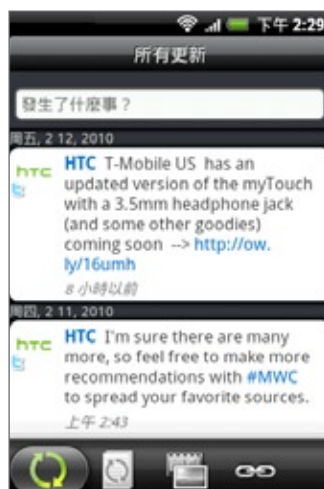 下午 2:29
所有更新
發生了什麼事？
周五, 2 12, 2010
hTC HTC T-Mobile US has an
updated version of the myTouch
with a 3.5mm headphone jack
(and some other goodies)
coming soon --> http://ow.
ly/16umh
8 小時以前
周四, 2 11, 2010
hTC HTC I'm sure there are many
more, so feel free to make more
recommendations with #MWC
to spread your favorite sources.
上午 2:43